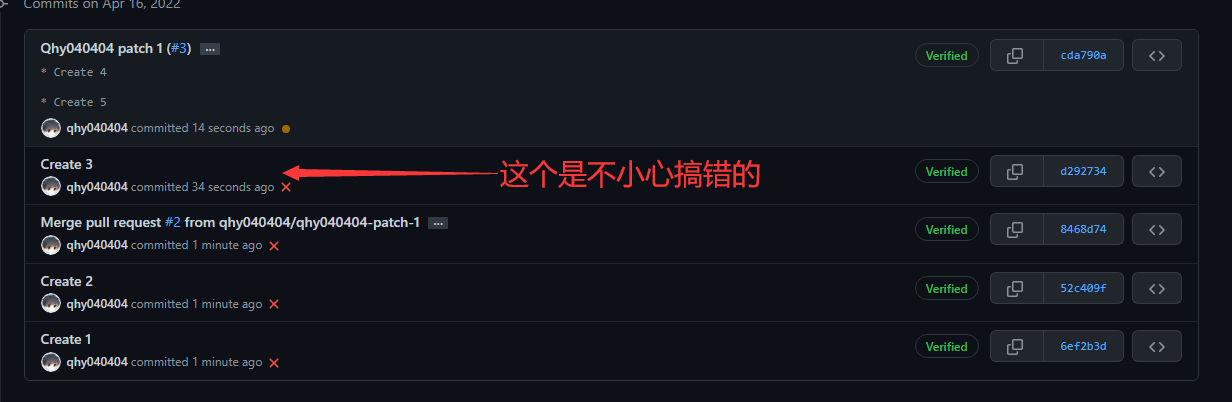 Commits on Apr 16, 2022
Qhy040404 patch 1 (#3) ...
Verified
cda790a
* Create 4
* Create 5
qhy040404 committed 14 seconds ago
Create 3
Verified
d292734
qhy040404 committed 34 seconds ago
这个是不小心搞错的
Merge pull request #2 from qhy040404/qhy040404-patch-1 ...
Verified
8468d74
qhy040404 committed 1 minute ago
Create 2
Verified
52c409f
qhy040404 committed 1 minute ago
Create 1
Verified
6ef2b3d
qhy040404 committed 1 minute ago